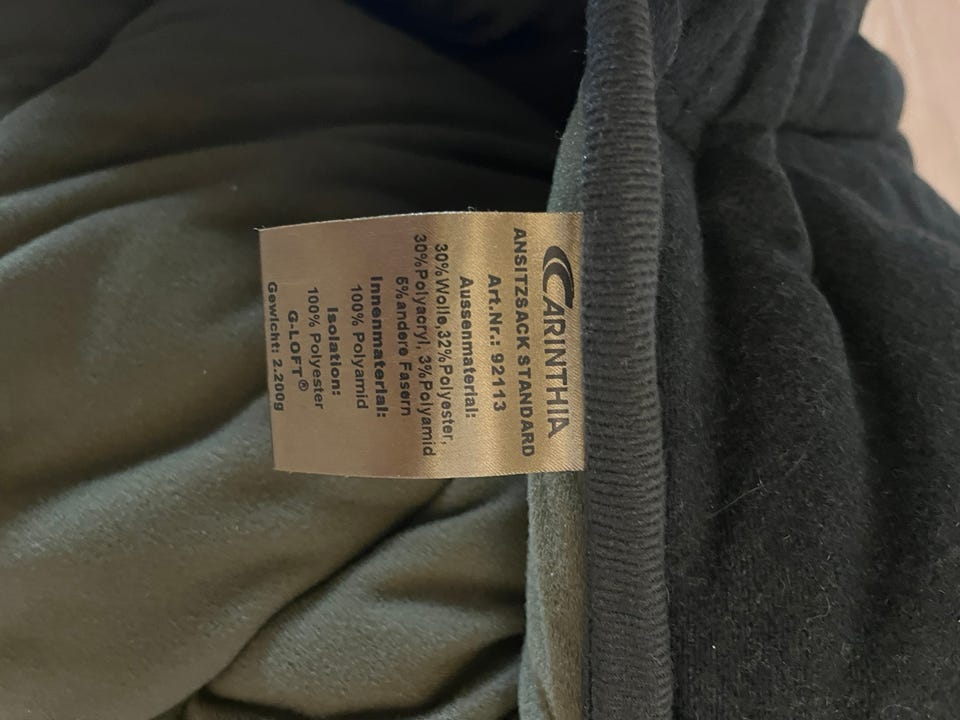 CARINTHIA
ANSITZSACK STANDARD
Art.Nr.: 92113
Aussenmaterial:
30%Wolle,32%Polyester,
30%Polyacryl, 3%Polyamid
5%andere Fasern
Innenmaterial:
100% Polyamid
Isolation:
100% Polyester
G-LOFT®
Gewicht: 2.200g